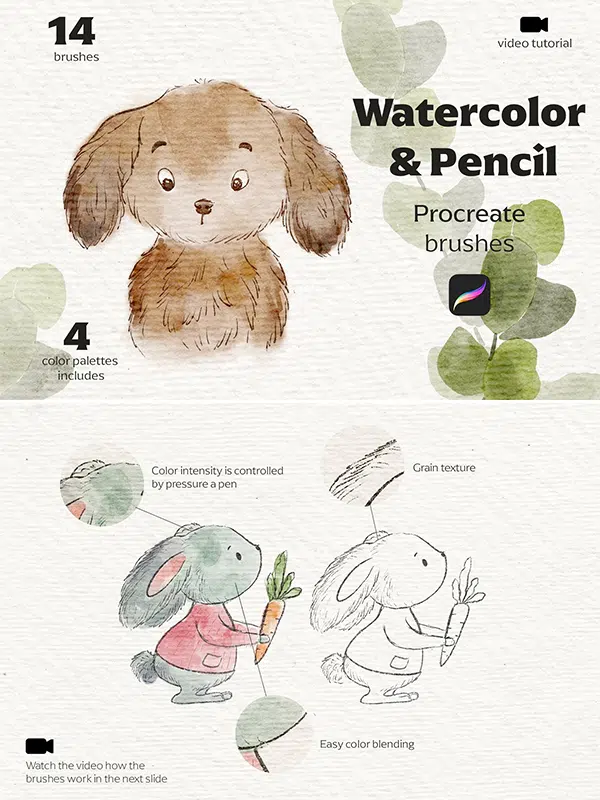 14
brushes
video tutorial
Watercolor
& Pencil
Procreate
brushes
4
color palettes
includes
Color intensity is controlled
by pressure a pen
Grain texture
Easy color blending
Watch the video how the
brushes work in the next slide